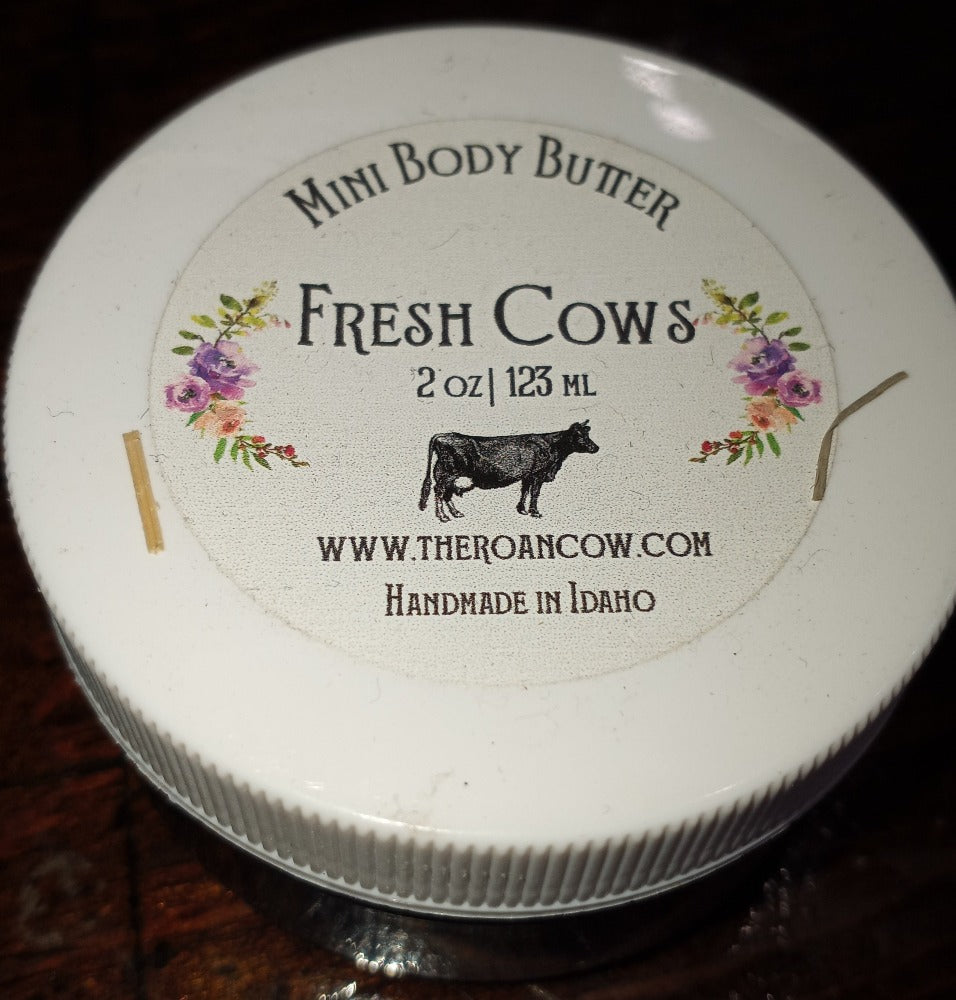 Mini Body Butter
Fresh Cows
2 oz| 123 ml
www.theroancow.com
Handmade in Idaho